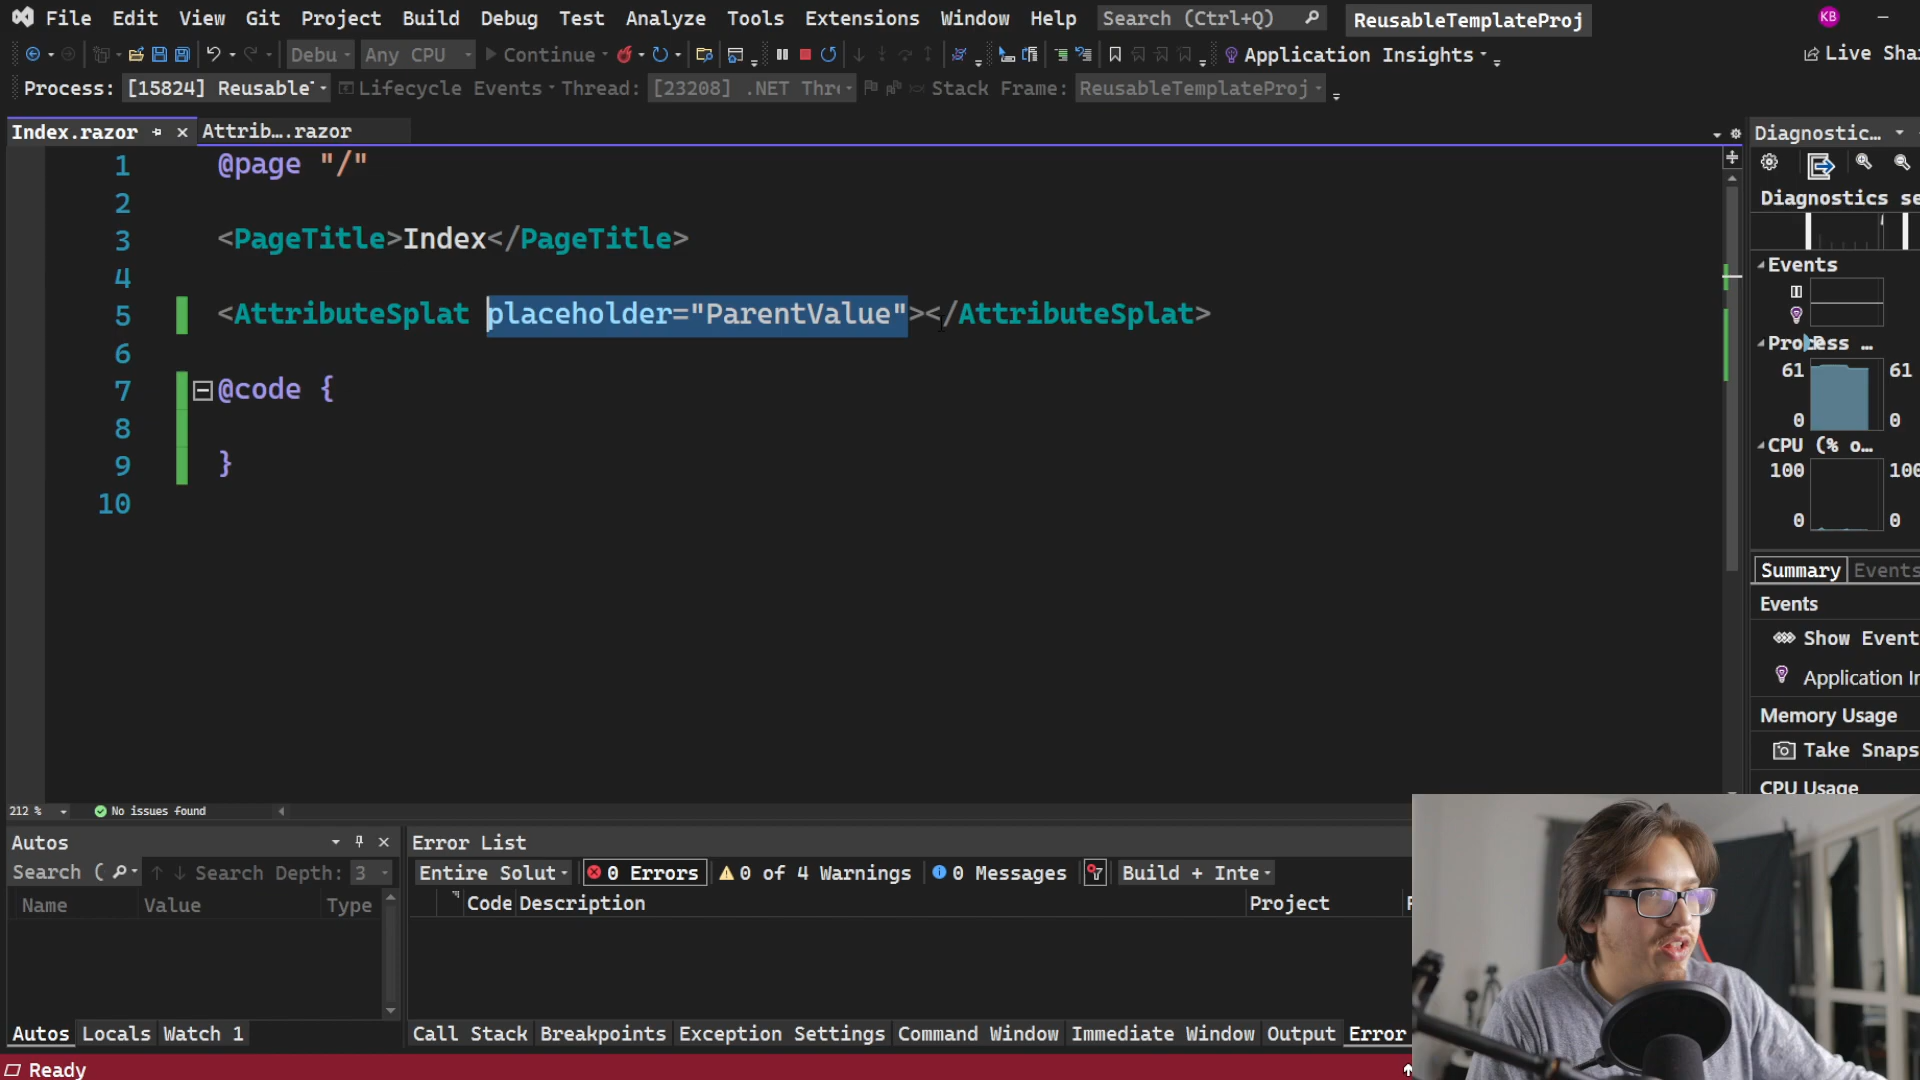 File Edit View Git Project Build Debug Test Analyze Tools Extensions Window Help Search (Ctrl+Q) ReusableTemplateProj KB
Debu Any CPU Continue Application Insights Live Sha
Process: [15824] Reusable Lifecycle Events Thread: [23208] .NET Thr Stack Frame: ReusableTemplateProj
Index.razor Attrib….razor Diagnostic…
1 @page "/"
2
3 <PageTitle>Index</PageTitle>
4
5 <AttributeSplat placeholder="ParentValue"></AttributeSplat>
6
7 @code {
8
9 }
10
Diagnostics se
Events
Process …
61 61
0 0
CPU (% o…
100 100
0 0
Summary Events
Events
Show Event
Application In
Memory Usage
Take Snaps
CPU Usage
212 % No issues found
Autos Error List
Search ( Search Depth: 3 Entire Solut 0 Errors 0 of 4 Warnings 0 Messages Build + Inte
Name Value Type Code Description Project
Autos Locals Watch 1 Call Stack Breakpoints Exception Settings Command Window Immediate Window Output Error
Ready